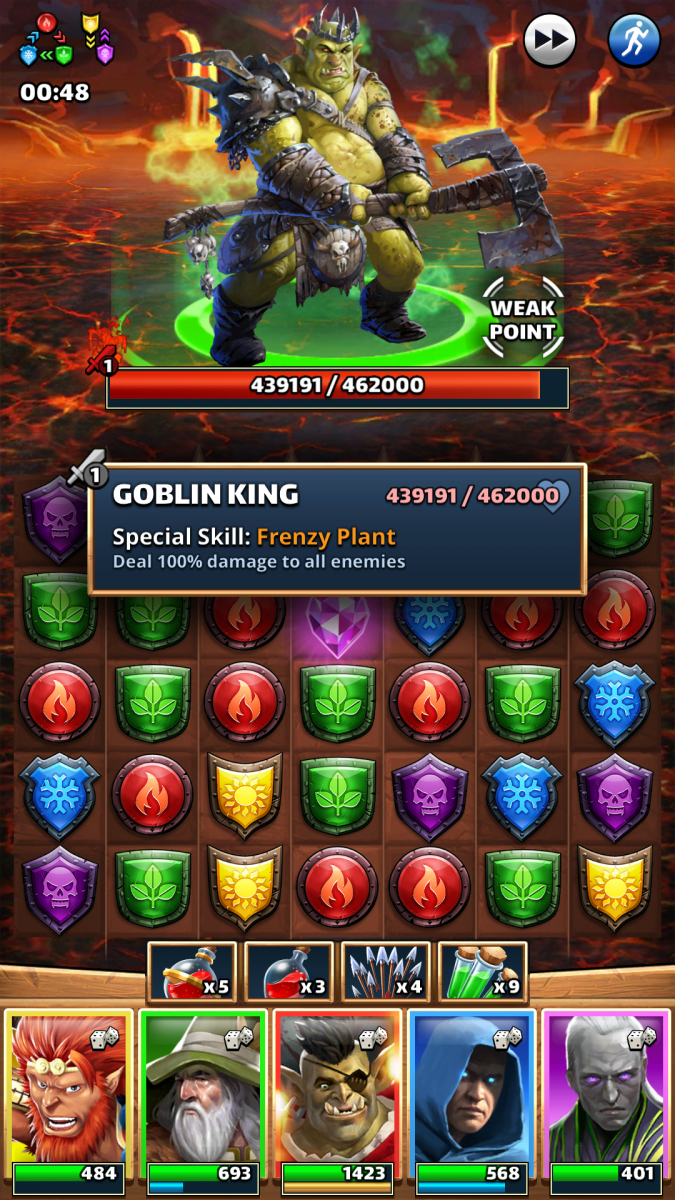 00:48
WEAK
POINT
1
439191 / 462000
1
GOBLIN KING
439191 / 462000
Special Skill: Frenzy Plant
Deal 100% damage to all enemies
x5
x3
x4
x9
484
693
1423
568
401